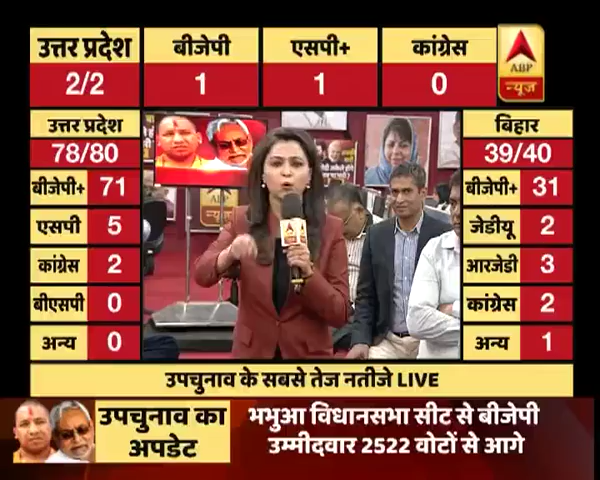 उत्तर प्रदेश
2/2
बीजेपी
1
एसपी+
1
कांग्रेस
0
ABP
न्यूज़
उत्तर प्रदेश
78/80
बीजेपी+ 71
एसपी 5
कांग्रेस 2
बीएसपी 0
अन्य 0
बिहार
39/40
बीजेपी+ 31
जेडीयू 2
आरजेडी 3
कांग्रेस 2
अन्य 1
उपचुनाव के सबसे तेज नतीजे LIVE
उपचुनाव का
अपडेट
भभुआ विधानसभा सीट से बीजेपी
उम्मीदवार 2522 वोटों से आगे